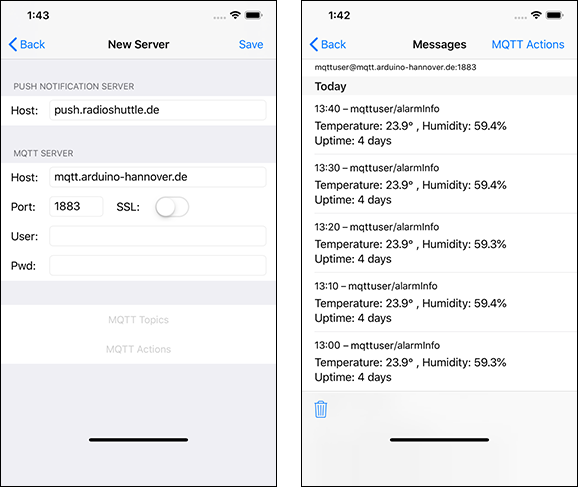 1:43
Back New Server Save
PUSH NOTIFICATION SERVER
Host: push.radioshuttle.de
MQTT SERVER
Host: mqtt.arduino-hannover.de
Port: 1883 SSL:
User:
Pwd:
MQTT Topics
MQTT Actions
1:42
Back Messages MQTT Actions
mqttuser@mqtt.arduino-hannover.de:1883
Today
13:40 – mqttuser/alarmInfo
Temperature: 23.9° , Humidity: 59.4%
Uptime: 4 days
13:30 – mqttuser/alarmInfo
Temperature: 23.9° , Humidity: 59.4%
Uptime: 4 days
13:20 – mqttuser/alarmInfo
Temperature: 23.9° , Humidity: 59.3%
Uptime: 4 days
13:10 – mqttuser/alarmInfo
Temperature: 23.9° , Humidity: 59.4%
Uptime: 4 days
13:00 – mqttuser/alarmInfo
Temperature: 23.9° , Humidity: 59.3%
Uptime: 4 days